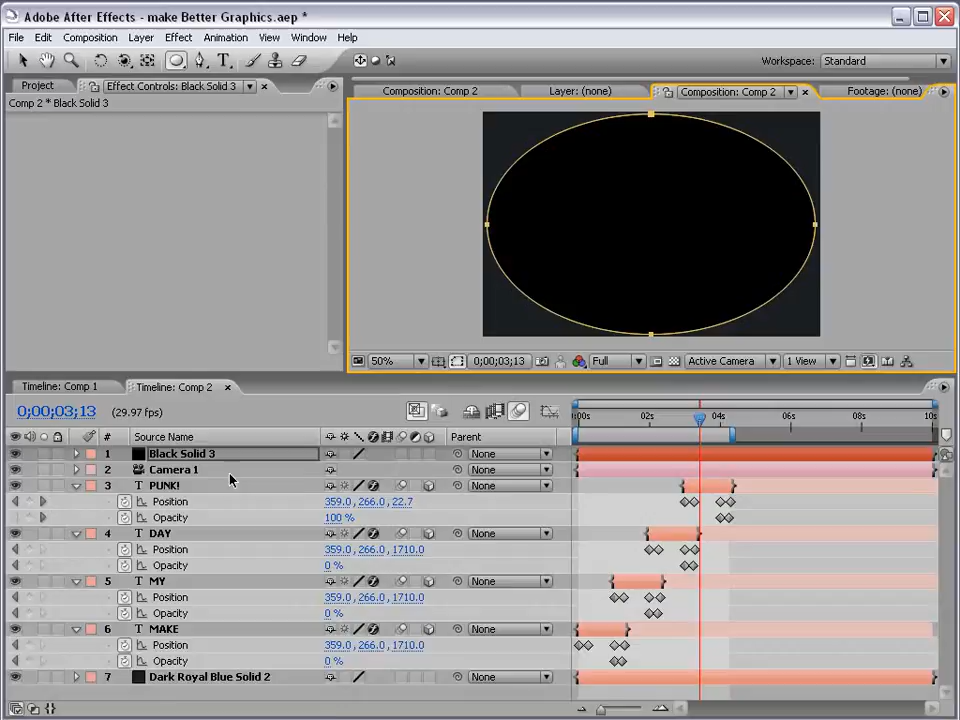 Adobe After Effects - make Better Graphics.aep *
File Edit Composition Layer Effect Animation View Window Help
Workspace: Standard
Project Effect Controls: Black Solid 3
Comp 2 * Black Solid 3
Composition: Comp 2 Layer: (none) Composition: Comp 2 Footage: (none)
50% 0;00;03;13 Full Active Camera 1 View
Timeline: Comp 1 Timeline: Comp 2
0;00;03;13 (29.97 fps)
:00s 02s 04s 06s 08s 10s
# Source Name Parent
1 Black Solid 3 None
2 Camera 1 None
3 T PUNK! None
Position 359.0, 266.0, 22.7
Opacity 100 %
4 T DAY None
Position 359.0, 266.0, 1710.0
Opacity 0 %
5 T MY None
Position 359.0, 266.0, 1710.0
Opacity 0 %
6 T MAKE None
Position 359.0, 266.0, 1710.0
Opacity 0 %
7 Dark Royal Blue Solid 2 None